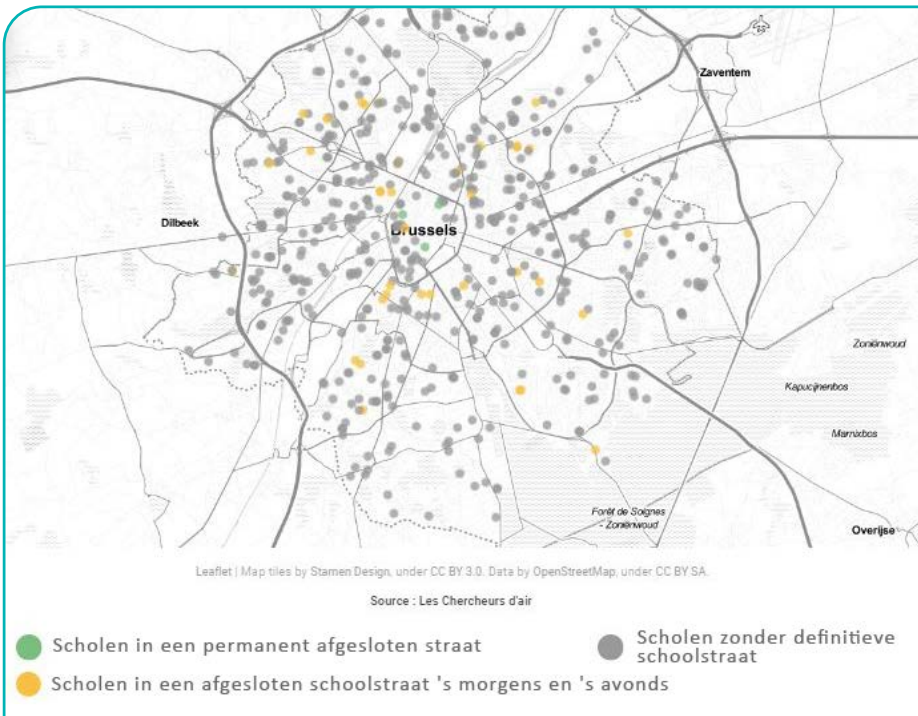 Zaventem
Dilbeek
Brussels
Zoniënwoud
Kapucijnenbos
Marnixbos
Forêt de Soignes
- Zoniënwoud
Overijse
Leaflet | Map tiles by Stamen Design, under CC BY 3.0. Data by OpenStreetMap, under CC BY SA.
Source : Les Chercheurs d'air
Scholen in een permanent afgesloten straat
Scholen zonder definitieve
schoolstraat
Scholen in een afgesloten schoolstraat 's morgens en 's avonds